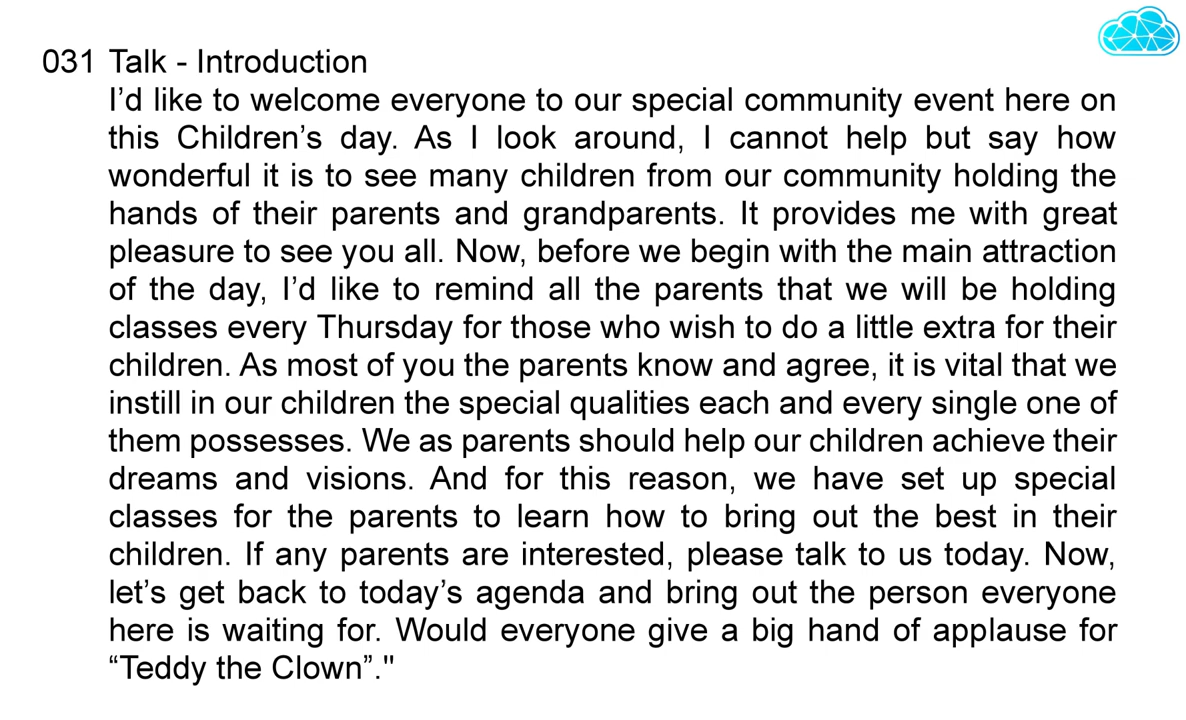 031 Talk - Introduction
I’d like to welcome everyone to our special community event here on
this Children’s day. As I look around, I cannot help but say how
wonderful it is to see many children from our community holding the
hands of their parents and grandparents. It provides me with great
pleasure to see you all. Now, before we begin with the main attraction
of the day, I’d like to remind all the parents that we will be holding
classes every Thursday for those who wish to do a little extra for their
children. As most of you the parents know and agree, it is vital that we
instill in our children the special qualities each and every single one of
them possesses. We as parents should help our children achieve their
dreams and visions. And for this reason, we have set up special
classes for the parents to learn how to bring out the best in their
children. If any parents are interested, please talk to us today. Now,
let’s get back to today’s agenda and bring out the person everyone
here is waiting for. Would everyone give a big hand of applause for
“Teddy the Clown”."